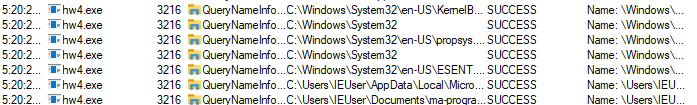 5:20:2... hw4.exe 3216 QueryNameInfo... C:\Windows\System32\en-US\KernelB... SUCCESS Name: \Windows\...
5:20:2... hw4.exe 3216 QueryNameInfo... C:\Windows\System32 SUCCESS Name: \Windows\...
5:20:2... hw4.exe 3216 QueryNameInfo... C:\Windows\System32\en-US\propsys... SUCCESS Name: \Windows\...
5:20:2... hw4.exe 3216 QueryNameInfo... C:\Windows\System32 SUCCESS Name: \Windows\...
5:20:2... hw4.exe 3216 QueryNameInfo... C:\Windows\System32\en-US\ESENT.... SUCCESS Name: \Windows\...
5:20:2... hw4.exe 3216 QueryNameInfo... C:\Users\IEUser\AppData\Local\Micro... SUCCESS Name: \Users\IEU...
5:20:2... hw4.exe 3216 QueryNameInfo... C:\Users\IEUser\Documents\ma-progra... SUCCESS Name: \Users\IEU...